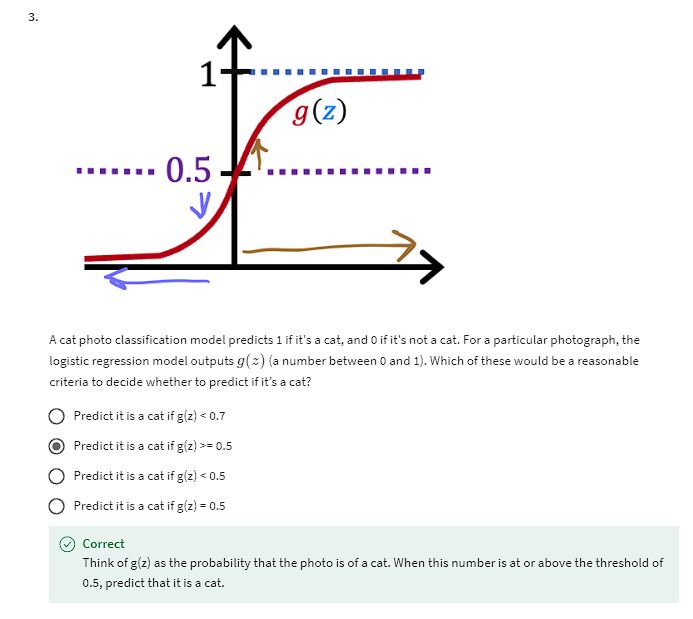 3.
1
g(z)
0.5
A cat photo classification model predicts 1 if it's a cat, and 0 if it's not a cat. For a particular photograph, the
logistic regression model outputs g(z) (a number between 0 and 1). Which of these would be a reasonable
criteria to decide whether to predict if it's a cat?
Predict it is a cat if g(z) < 0.7
Predict it is a cat if g(z) >= 0.5
Predict it is a cat if g(z) < 0.5
Predict it is a cat if g(z) = 0.5
Correct
Think of g(z) as the probability that the photo is of a cat. When this number is at or above the threshold of
0.5, predict that it is a cat.